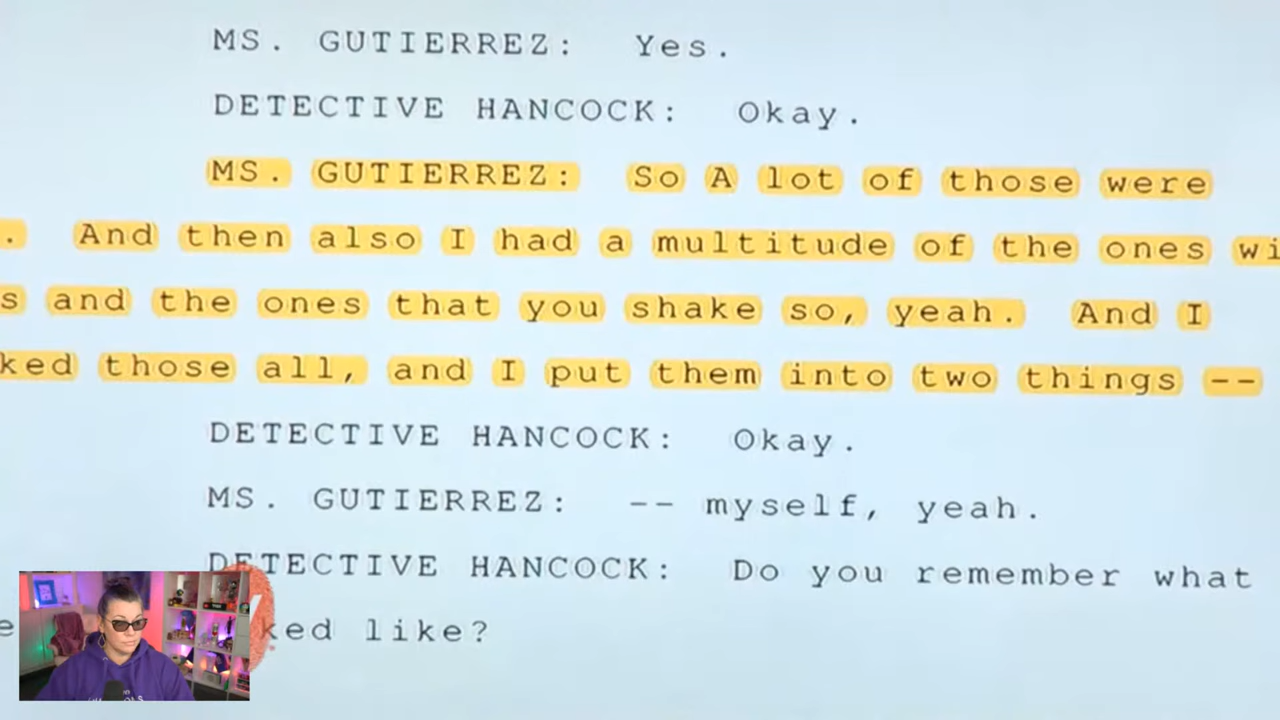 MS. GUTIERREZ: Yes.
DETECTIVE HANCOCK: Okay.
MS. GUTIERREZ: So A lot of those were
. And then also I had a multitude of the ones
and the ones that you shake so, yeah. And I
those all, and I put them into two things --
DETECTIVE HANCOCK: Okay.
MS. GUTIERREZ: -- myself, yeah.
DETECTIVE HANCOCK: Do you remember what
like?